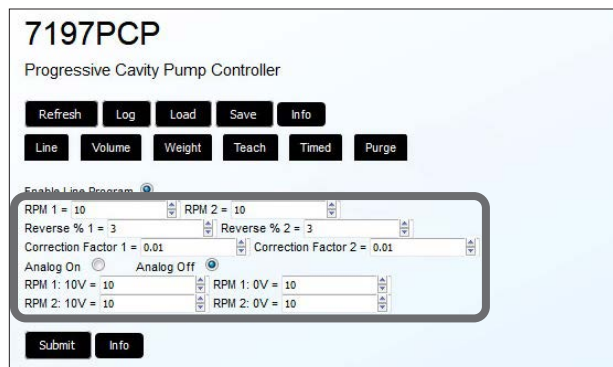 7197PCP
Progressive Cavity Pump Controller
Refresh Log Load Save Info
Line Volume Weight Teach Timed Purge
Enable Line Program
RPM 1 = 10 RPM 2 = 10
Reverse % 1 = 3 Reverse % 2 = 3
Correction Factor 1 = 0.01 Correction Factor 2 = 0.01
Analog On Analog Off
RPM 1: 10V = 10 RPM 1: 0V = 10
RPM 2: 10V = 10 RPM 2: 0V = 10
Submit Info